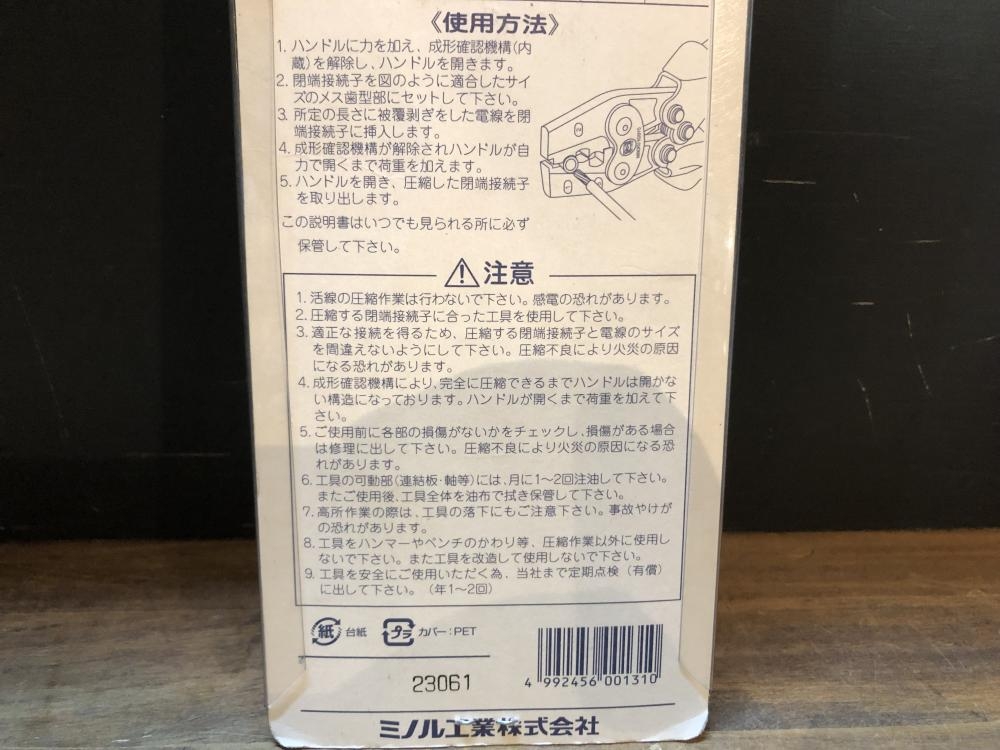 《使用方法》
1. ハンドルに力を加え、成形確認機構(内
蔵)を解除し、ハンドルを開きます。
2. 閉端接続子を図のように適合したサイ
ズのメス歯型部にセットして下さい。
3. 所定の長さに被覆剥ぎをした電線を閉
端接続子に挿入します。
4. 成形確認機構が解除されハンドルが自
力で開くまで荷重を加えます。
5. ハンドルを開き、圧縮した閉端接続子
を取り出します。
この説明書はいつでも見られる所に必ず
保管して下さい。
注意
1. 活線の圧縮作業は行わないで下さい。感電の恐れがあります。
2. 圧縮する閉端接続子に合った工具を使用して下さい。
3. 適正な接続を得るため、圧縮する閉端接続子と電線のサイズ
を間違えないようにして下さい。圧縮不良により火災の原因
になる恐れがあります。
4. 成形確認機構により、完全に圧縮できるまでハンドルは開かな
い構造になっております。ハンドルが開くまで荷重を加えて下
さい。
5. ご使用前に各部の損傷がないかをチェックし、損傷がある場合
は修理に出して下さい。圧縮不良により火災の原因になる恐
れがあります。
6. 工具の可動部(連結板・軸等)には、月に1〜2回注油して下さい。
またご使用後、工具全体を油布で拭き保管して下さい。
7. 高所作業の際は、工具の落下にもご注意下さい。事故やけが
の恐れがあります。
8. 工具をハンマーやペンチのかわり等、圧縮作業以外に使用し
ないで下さい。また工具を改造して使用しないで下さい。
9. 工具を安全にご使用いただく為、当社まで定期点検(有償)
に出して下さい。(年1〜2回)
紙 台紙 プラ カバー:PET
23061
4 992456 001310
ミノル工業株式会社